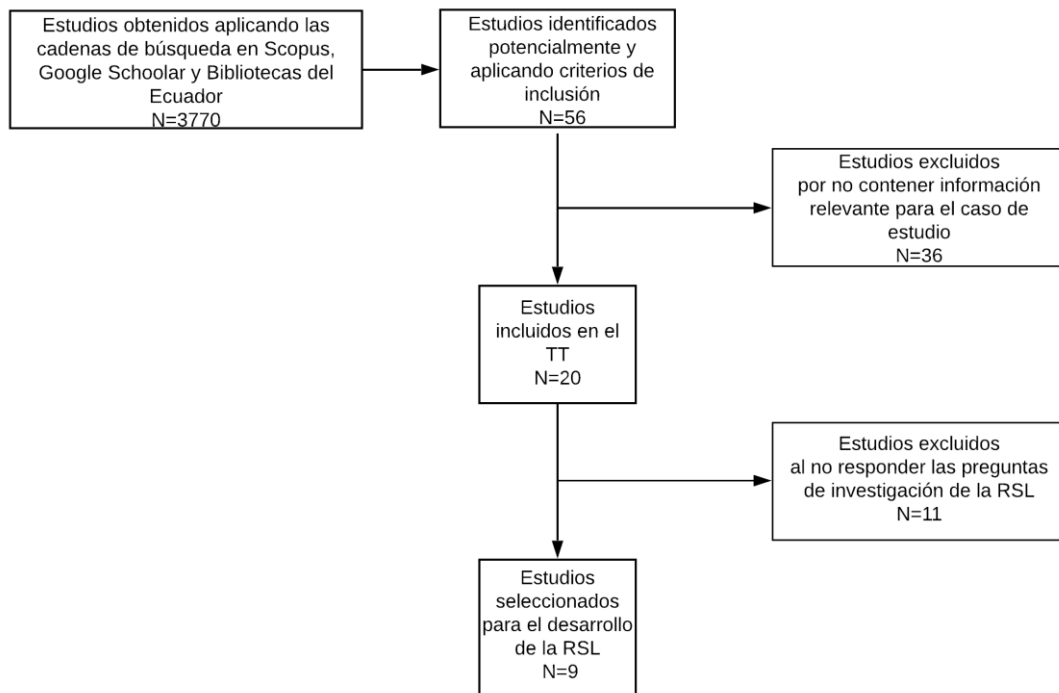 Estudios obtenidos aplicando las
cadenas de búsqueda en Scopus,
Google Schoolar y Bibliotecas del
Ecuador
N=3770
Estudios identificados
potencialmente y
aplicando criterios de
inclusión
N=56
Estudios excluidos
por no contener información
relevante para el caso de
estudio
N=36
Estudios
incluidos en el
TT
N=20
Estudios excluidos
al no responder las preguntas
de investigación de la RSL
N=11
Estudios
seleccionados
para el desarrollo
de la RSL
N=9